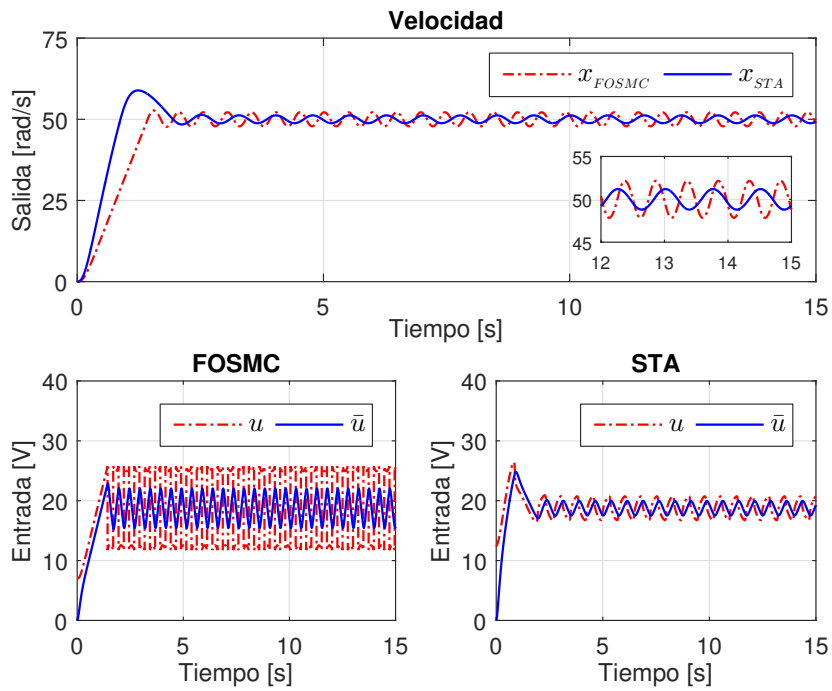 Velocidad
75
50
25
0
Salida [rad/s]
x_FOSMC x_STA
55
50
45
12 13 14 15
0 5 10 15
Tiempo [s]
FOSMC
40
30
20
10
0
Entrada [V]
u ū
0 5 10 15
Tiempo [s]
STA
40
30
20
10
0
Entrada [V]
u ū
0 5 10 15
Tiempo [s]